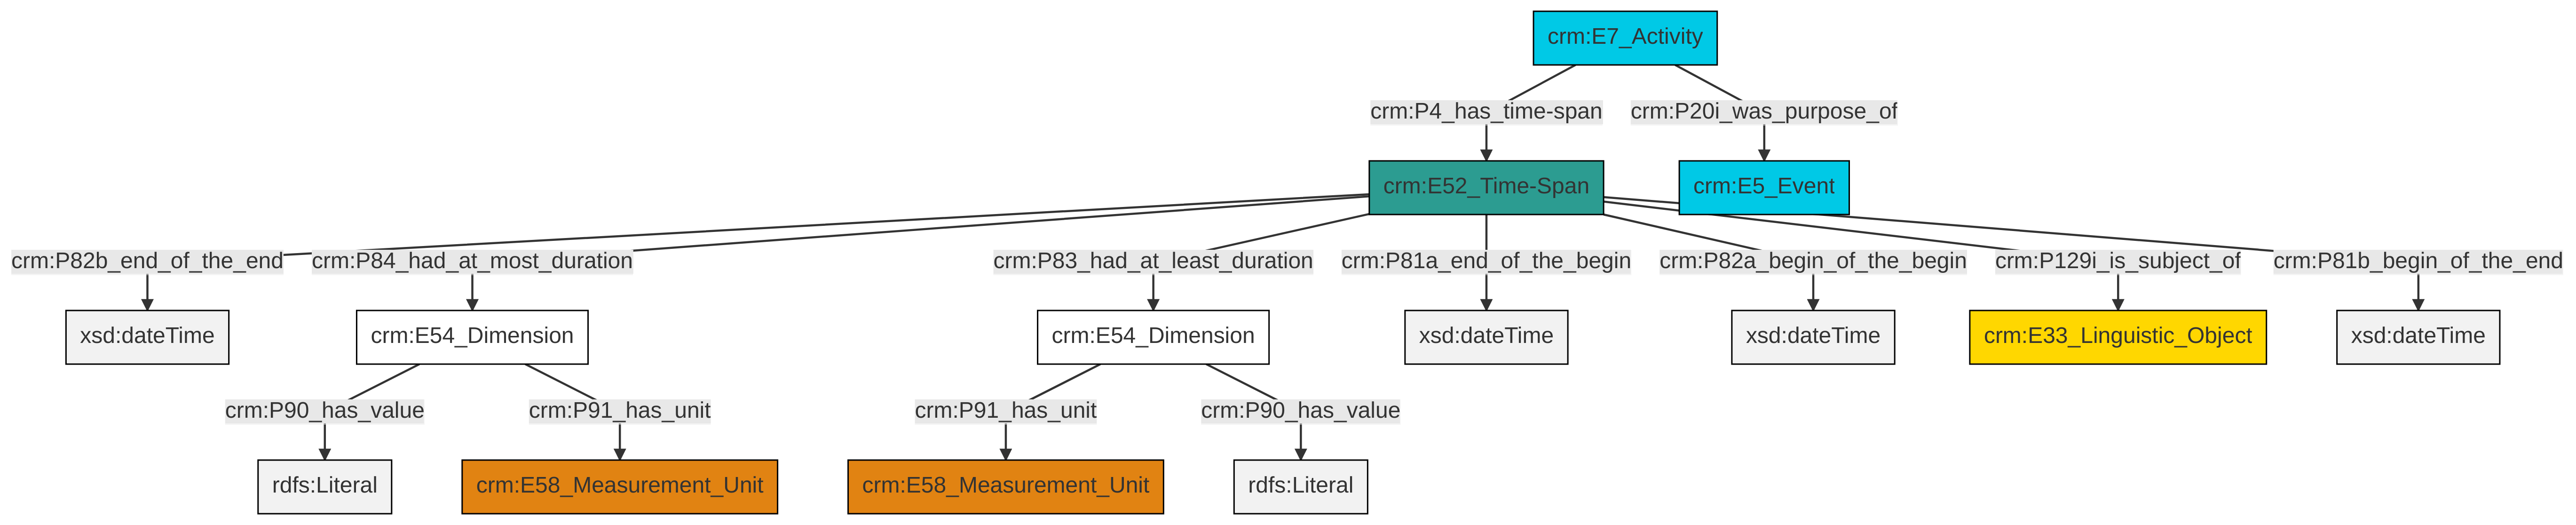 crm:E7_Activity
crm:P4_has_time-span
crm:P20i_was_purpose_of
crm:E52_Time-Span
crm:E5_Event
crm:P82b_end_of_the_end
crm:P84_had_at_most_duration
crm:P83_had_at_least_duration
crm:P81a_end_of_the_begin
crm:P82a_begin_of_the_begin
crm:P129i_is_subject_of
crm:P81b_begin_of_the_end
xsd:dateTime
crm:E54_Dimension
crm:E54_Dimension
xsd:dateTime
xsd:dateTime
crm:E33_Linguistic_Object
xsd:dateTime
crm:P90_has_value
crm:P91_has_unit
crm:P91_has_unit
crm:P90_has_value
rdfs:Literal
crm:E58_Measurement_Unit
crm:E58_Measurement_Unit
rdfs:Literal